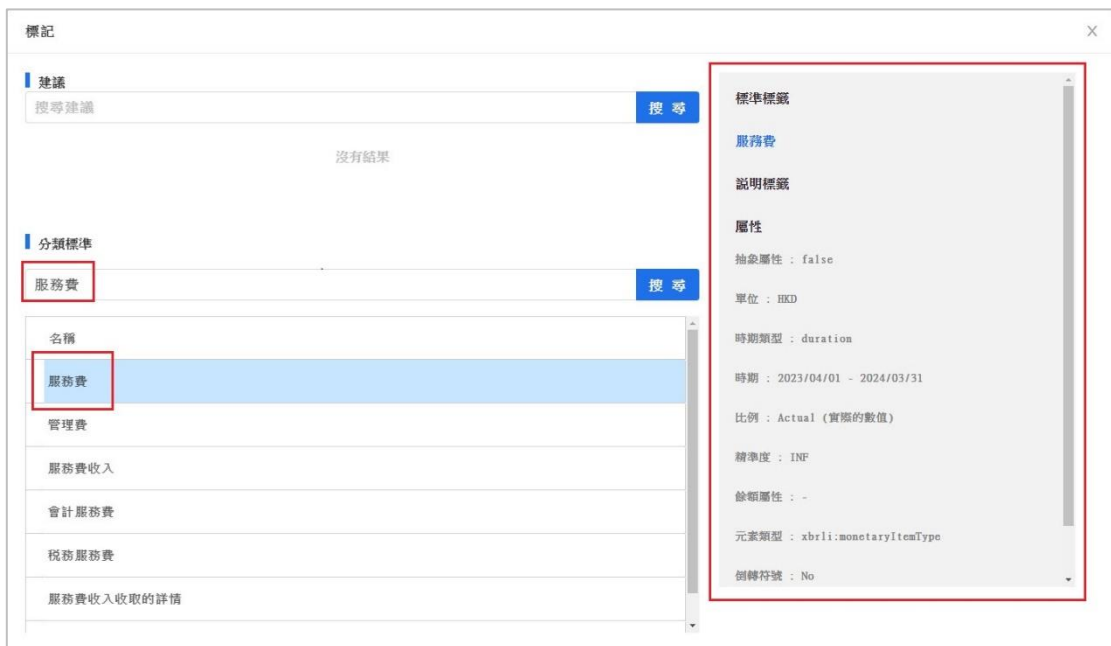 標記
建議
搜尋建議
搜 尋
沒有結果
分類標準
服務費
搜 尋
名稱
服務費
管理費
服務費收入
會計服務費
税務服務費
服務費收入收取的詳情
標準標籤
服務費
説明標籤
屬性
抽象屬性 : false
單位 : HKD
時期類型 : duration
時期 : 2023/04/01 - 2024/03/31
比例 : Actual (實際的數值)
精準度 : INF
餘額屬性 : -
元素類型 : xbrli:monetaryItemType
倒轉符號 : No